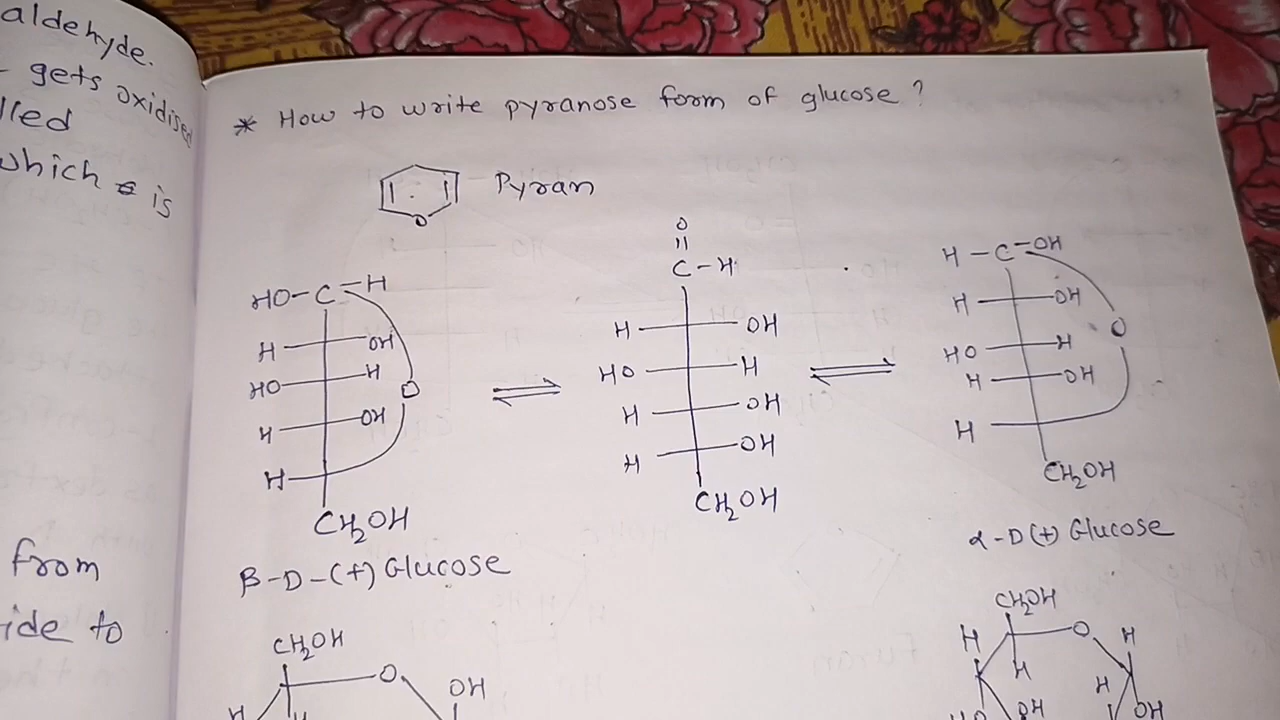 aldehyde.
gets oxidised
lled
which is
from
ide to
* How to write pyranose form of glucose ?
O
Pyran
HO-C-H
H OH
HO H
O
H OH
H
CH₂OH
β-D-(+) Glucose
O
C-H
H OH
HO H
H OH
H OH
CH₂OH
H-C-OH
H OH
O
HO H
H OH
H
CH₂OH
α-D(+) Glucose
CH₂OH
O
OH
H
H
CH₂OH
O
H
H
H
H
HO
OH
OH